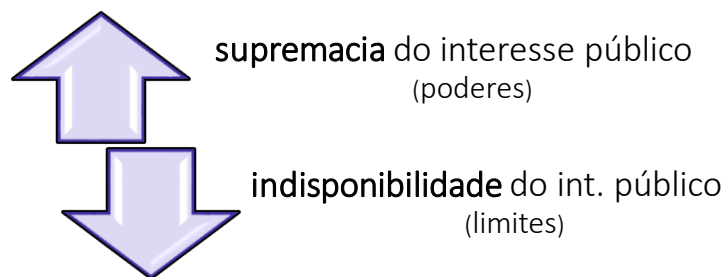 supremacia do interesse público
(poderes)
indisponibilidade do int. público
(limites)